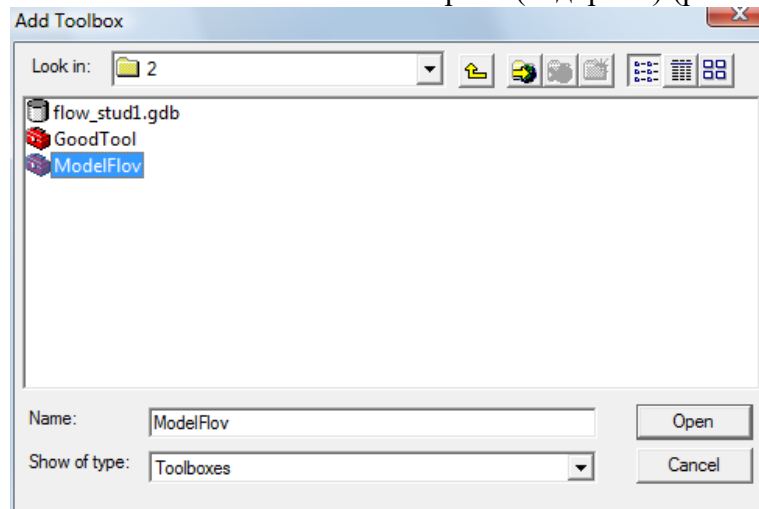 Add Toolbox
Look in: 2
flow_stud1.gdb
GoodTool
ModelFlov
Name: ModelFlov Open
Show of type: Toolboxes Cancel